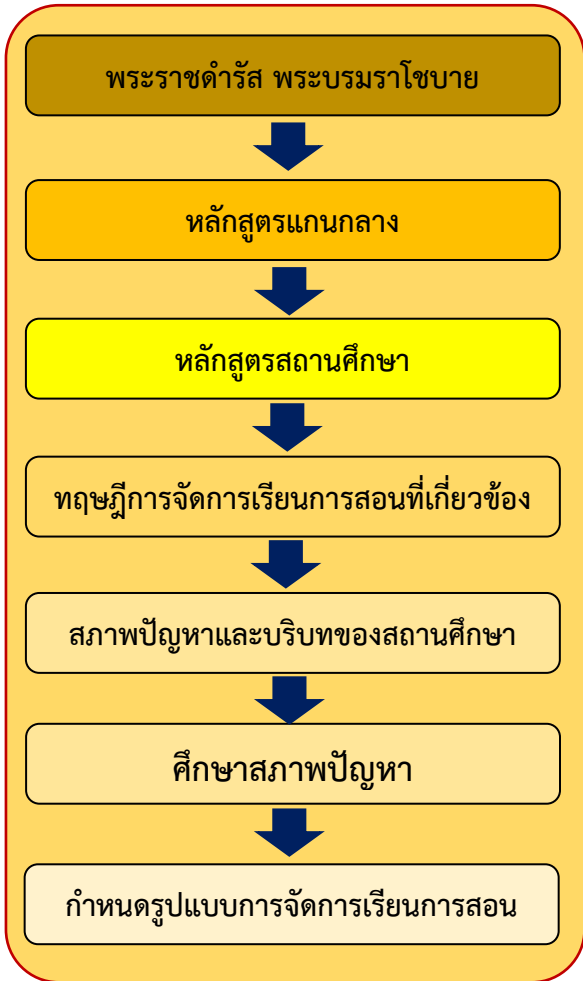 พระราชดำรัส พระบรมราโชบาย
หลักสูตรแกนกลาง
หลักสูตรสถานศึกษา
ทฤษฎีการจัดการเรียนการสอนที่เกี่ยวข้อง
สภาพปัญหาและบริบทของสถานศึกษา
ศึกษาสภาพปัญหา
กำหนดรูปแบบการจัดการเรียนการสอน